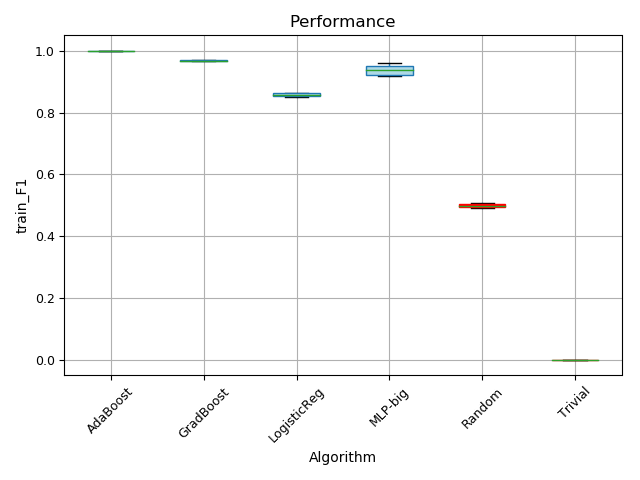 Performance
1.0
0.8
0.6
0.4
0.2
0.0
train_F1
AdaBoost
GradBoost
LogisticReg
MLP-big
Random
Trivial
Algorithm